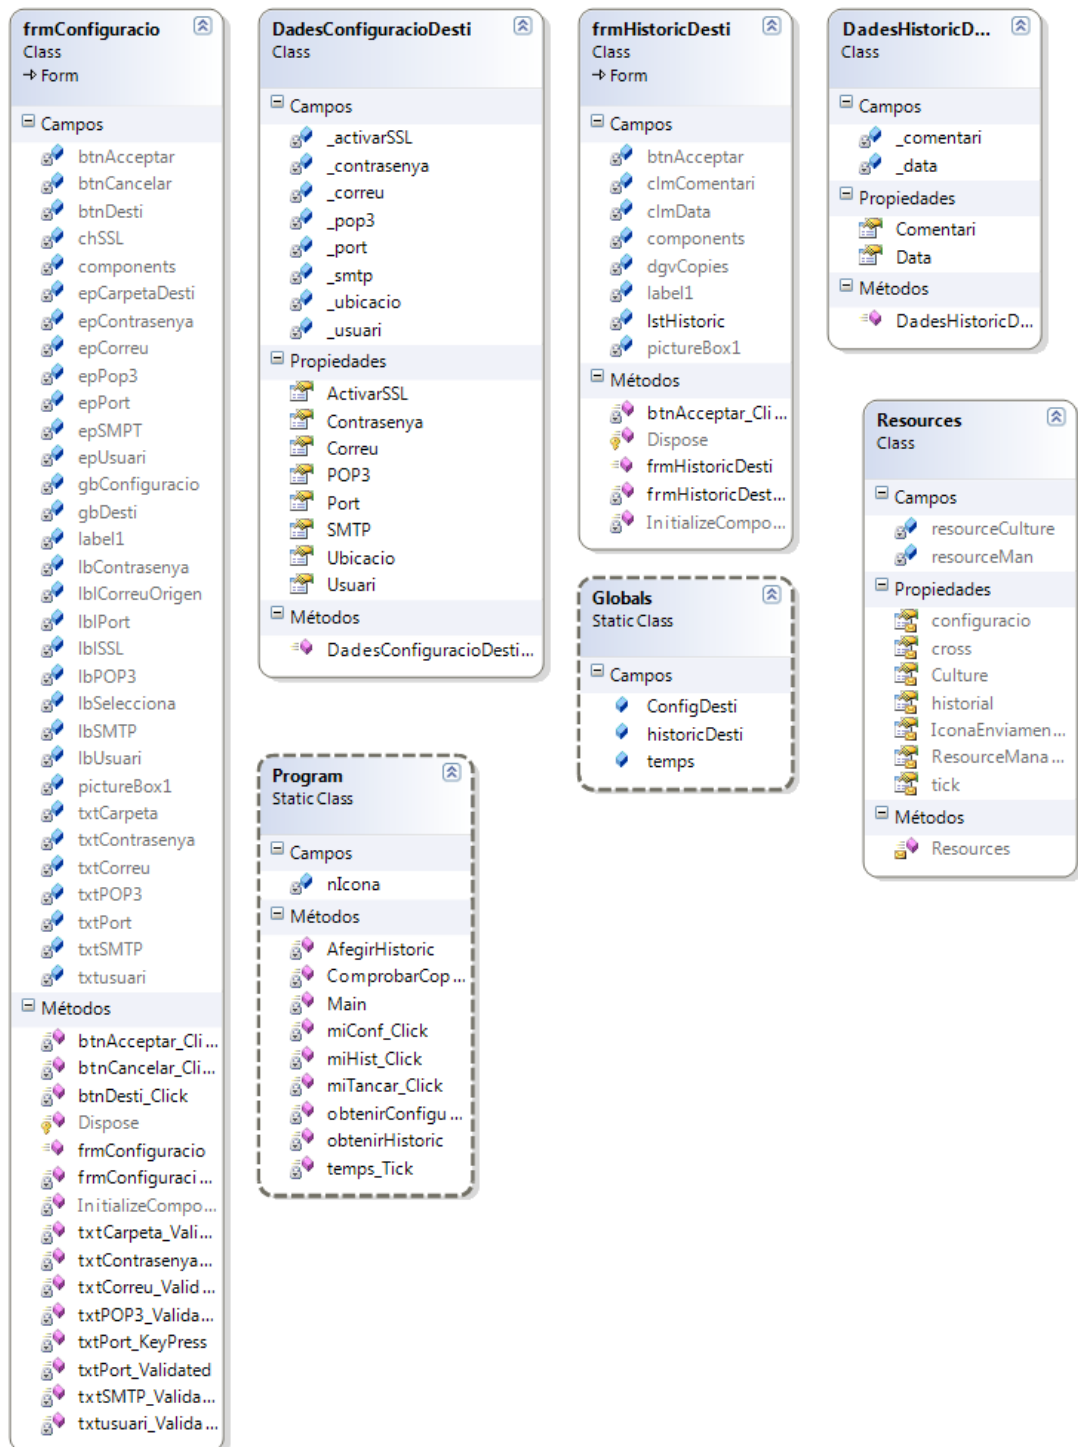 frmConfiguracio
Class
Form
Campos
btnAcceptar
btnCancelar
btnDesti
chSSL
components
epCarpetaDesti
epContrasenya
epCorreu
epPop3
epPort
epSMPT
epUsuari
gbConfiguracio
gbDesti
label1
lbContrasenya
lblCorreuOrigen
lblPort
lblSSL
lbPOP3
lbSelecciona
lbSMTP
lbUsuari
pictureBox1
txtCarpeta
txtContrasenya
txtCorreu
txtPOP3
txtPort
txtSMTP
txtusuari
Métodos
btnAcceptar_Cli...
btnCancelar_Cli...
btnDesti_Click
Dispose
frmConfiguracio
frmConfiguraci...
InitializeCompo...
txtCarpeta_Vali...
txtContrasenya...
txtCorreu_Valid...
txtPOP3_Valida...
txtPort_KeyPress
txtPort_Validated
txtSMTP_Valida...
txtusuari_Valida...
DadesConfiguracioDesti
Class
Campos
_activarSSL
_contrasenya
_correu
_pop3
_port
_smtp
_ubicacio
_usuari
Propiedades
ActivarSSL
Contrasenya
Correu
POP3
Port
SMTP
Ubicacio
Usuari
Métodos
DadesConfiguracioDesti...
Program
Static Class
Campos
nIcona
Métodos
AfegirHistoric
ComprobarCop...
Main
miConf_Click
miHist_Click
miTancar_Click
obtenirConfigu...
obtenirHistoric
temps_Tick
frmHistoricDesti
Class
Form
Campos
btnAcceptar
clmComentari
clmData
components
dgvCopies
label1
lstHistoric
pictureBox1
Métodos
btnAcceptar_Cli...
Dispose
frmHistoricDesti
frmHistoricDest...
InitializeCompo...
Globals
Static Class
Campos
ConfigDesti
historicDesti
temps
DadesHistoricD...
Class
Campos
_comentari
_data
Propiedades
Comentari
Data
Métodos
DadesHistoricD...
Resources
Class
Campos
resourceCulture
resourceMan
Propiedades
configuracio
cross
Culture
historial
IconaEnviamen...
ResourceMana...
tick
Métodos
Resources